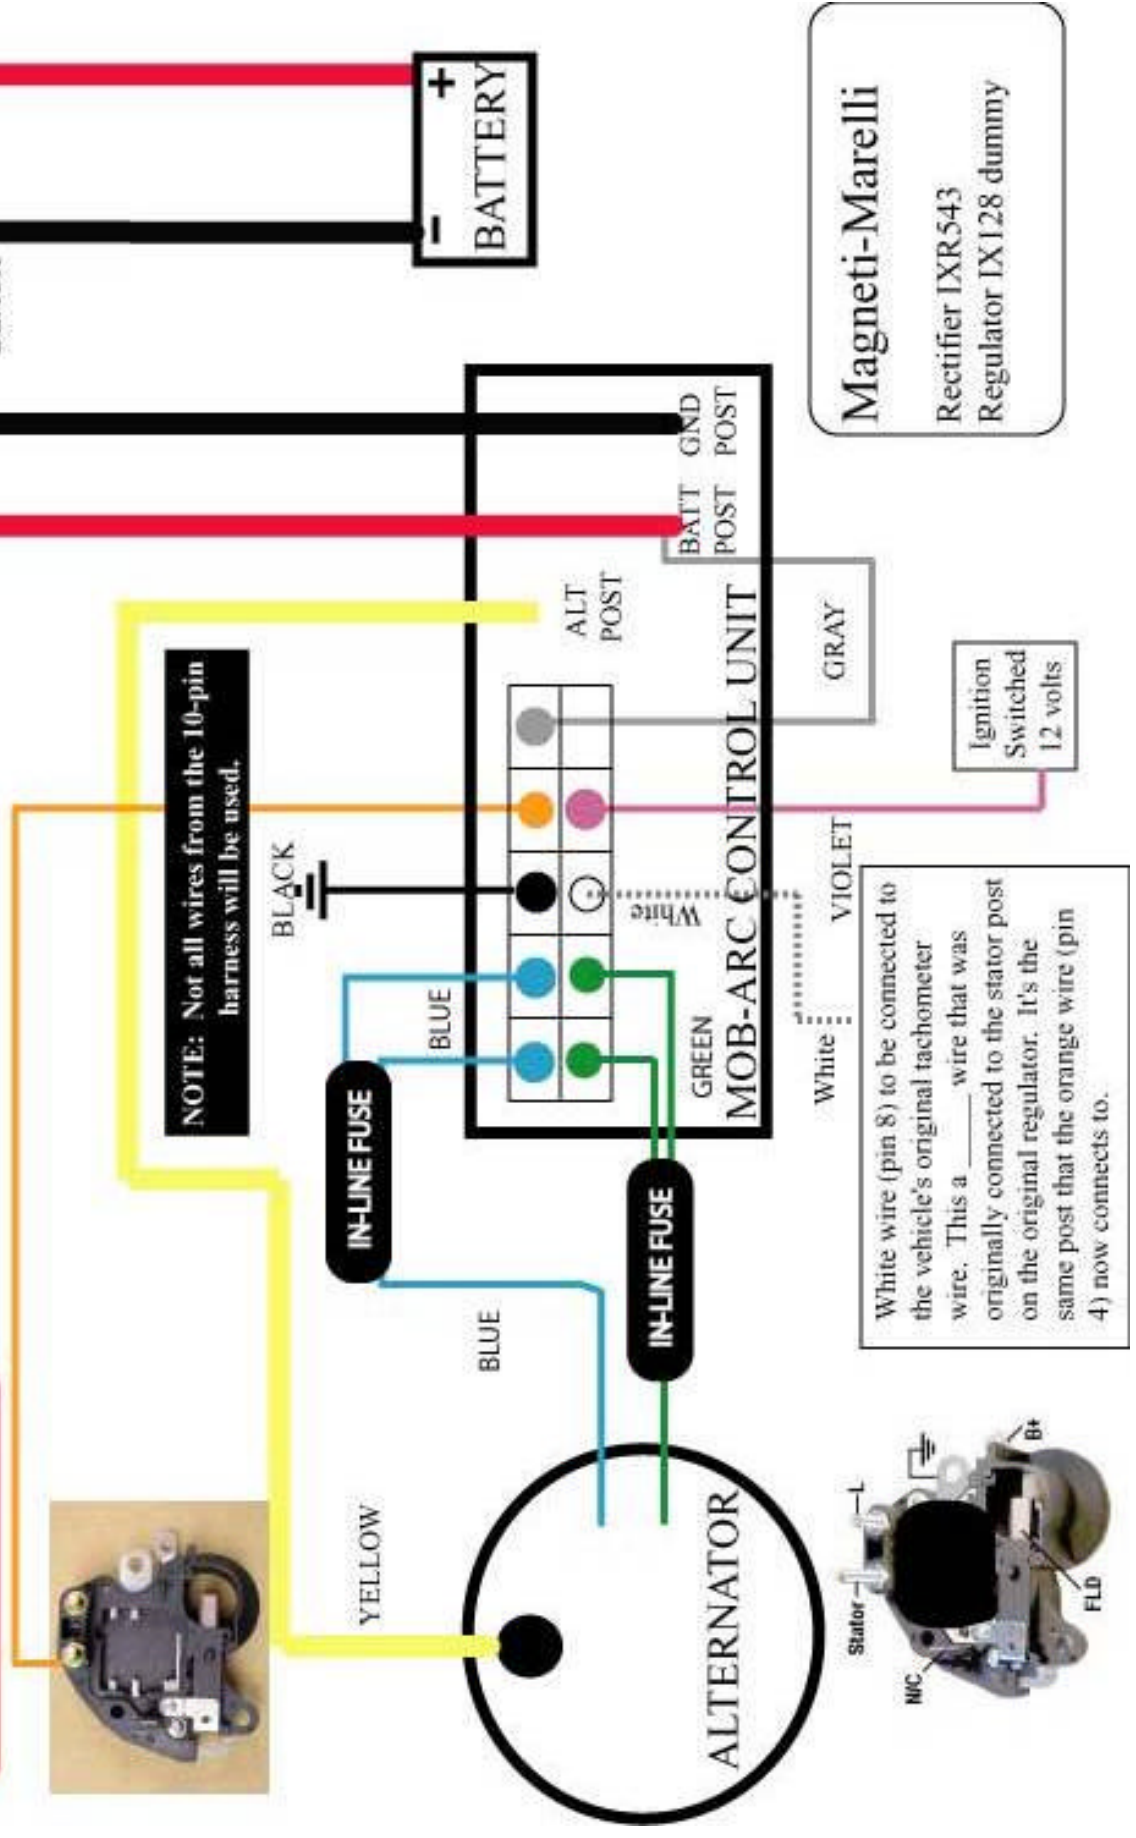 NOTE: Not all wires from the 10-pin
harness will be used.
BLACK
YELLOW
BLUE
BLUE
IN-LINE FUSE
IN-LINE FUSE
GREEN
ALTERNATOR
ALT
POST
BATT
POST
GND
POST
MOB-ARC CONTROL UNIT
+
-
BATTERY
White
White
VIOLET
GRAY
Ignition
Switched
12 volts
Magneti-Marelli
Rectifier IXR543
Regulator IX128 dummy
White wire (pin 8) to be connected to
the vehicle's original tachometer
wire. This a _____ wire that was
originally connected to the stator post
on the original regulator. It's the
same post that the orange wire (pin
4) now connects to.
Stator
L
N/C
FLD
B+